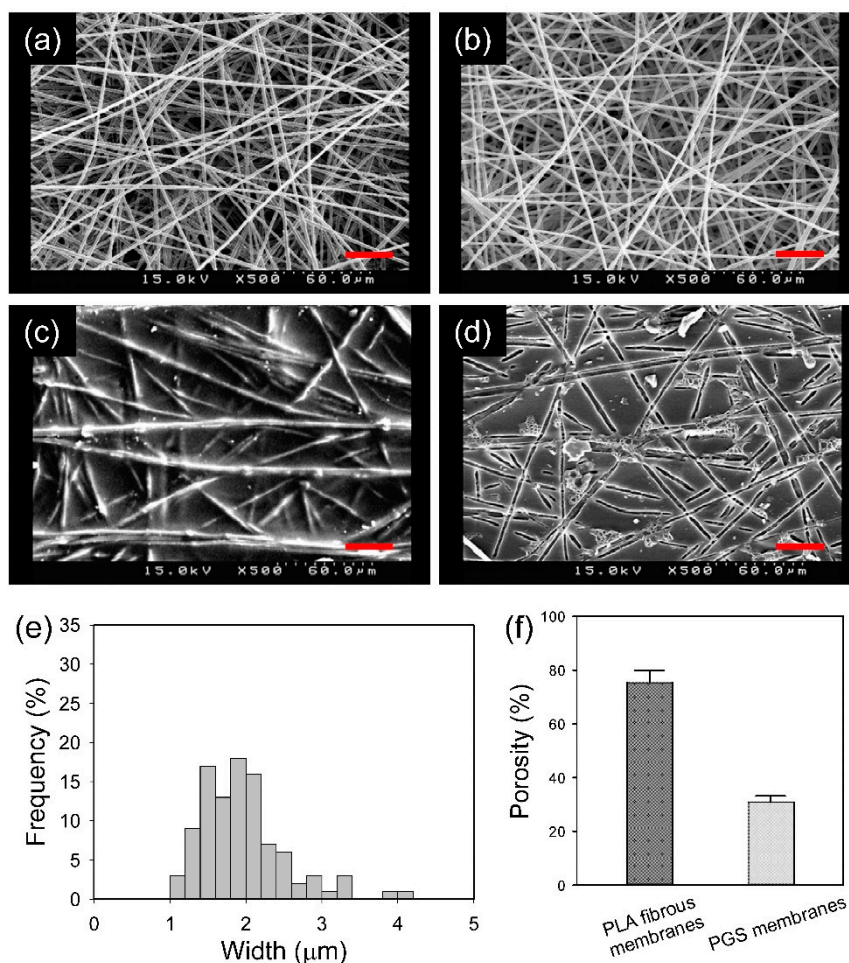 (a)
(b)
15.0kV X500 60.0μm
15.0kV X500 60.0μm
(c)
(d)
15.0kV X500 60.0μm
15.0kV X500 60.0μm
(e)
35
30
25
20
15
10
5
0
Frequency (%)
0 1 2 3 4 5
Width (μm)
(f)
100
80
60
40
20
0
Porosity (%)
PLA fibrous
membranes
PGS membranes